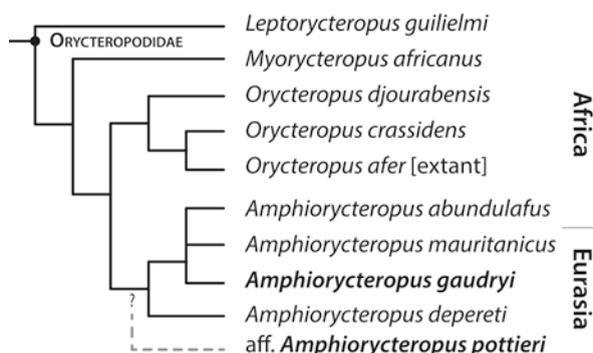 Leptorycteropus guilielmi
ORYCTEROPODIDAE
Myorycteropus africanus
Orycteropus djourabensis
Orycteropus crassidens
Orycteropus afer [extant]
Amphiorycteropus abundulafus
Amphiorycteropus mauritanicus
Amphiorycteropus gaudryi
Amphiorycteropus depereti
?
aff. Amphiorycteropus pottieri
Africa
Eurasia